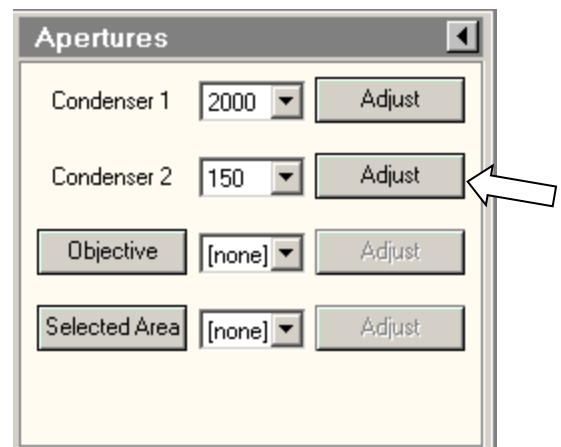 Apertures
Condenser 1 2000 Adjust
Condenser 2 150 Adjust
Objective [none] Adjust
Selected Area [none] Adjust